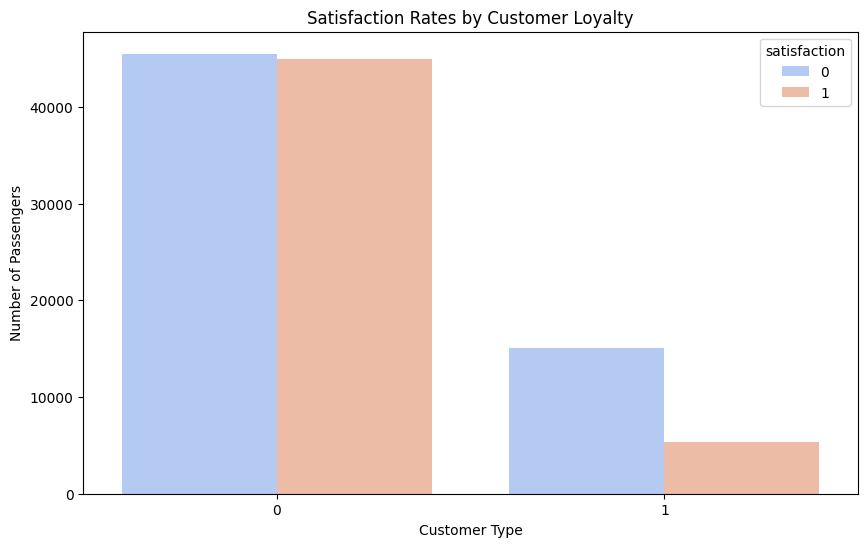 Satisfaction Rates by Customer Loyalty
satisfaction
0
1
Number of Passengers
40000
30000
20000
10000
0
0 1
Customer Type